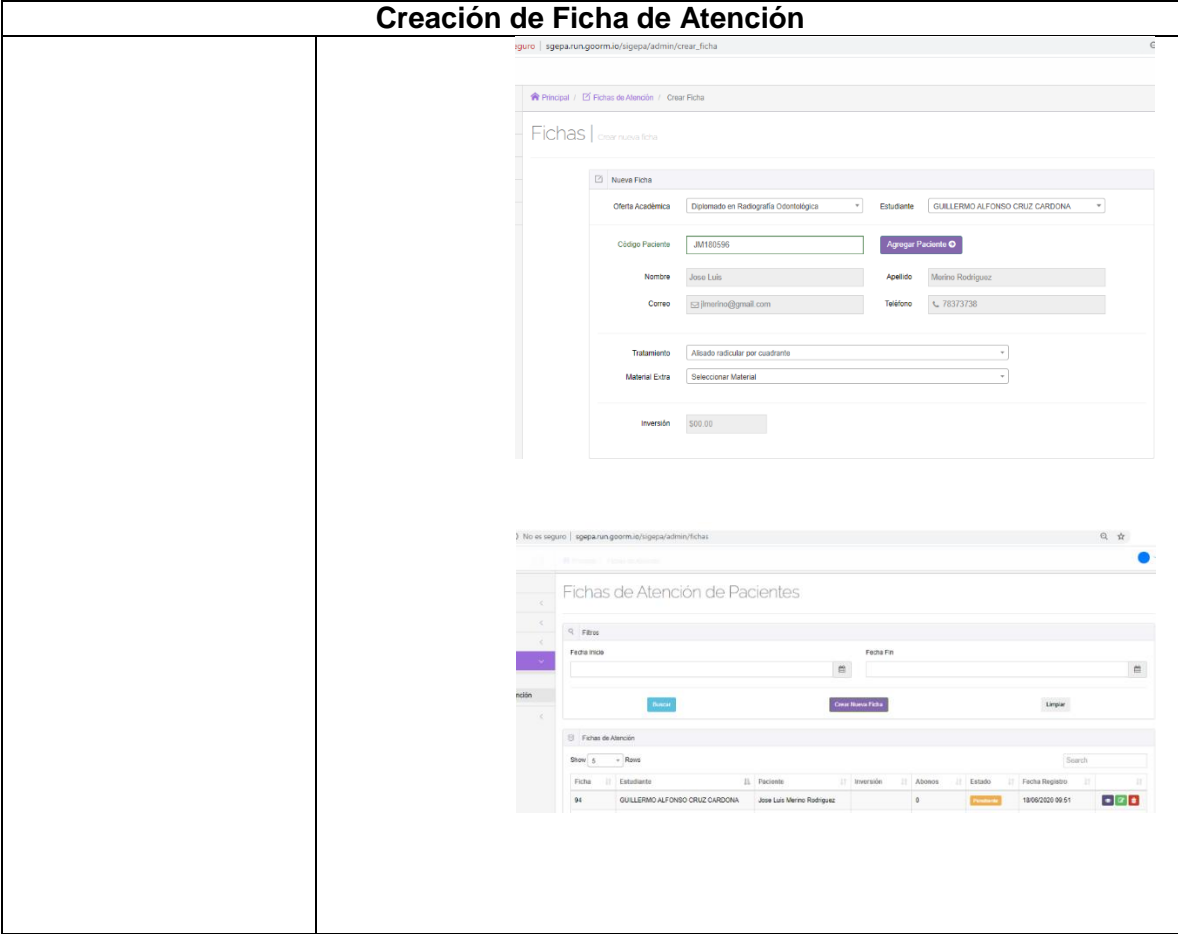 Creación de Ficha de Atención
eguro | sgepa.run.goorm.io/sigepa/admin/crear_ficha
Principal / Fichas de Atención / Crear Ficha
Fichas | Crear nueva ficha
Nueva Ficha
Oferta Académica Diplomado en Radiografía Odontológica Estudiante GUILLERMO ALFONSO CRUZ CARDONA
Código Paciente JM180596 Agregar Paciente
Nombre Jose Luis Apellido Merino Rodriguez
Correo jlmerino@gmail.com Teléfono 78373738
Tratamiento Alisado radicular por cuadrante
Material Extra Seleccionar Material
Inversión 500.00
No es seguro | sgepa.run.goorm.io/sigepa/admin/fichas
Fichas de Atención de Pacientes
Filtros
Fecha Inicio Fecha Fin
nción
Buscar Crear Nueva Ficha Limpiar
Fichas de Atención
Show 5 Rows Search
Ficha Estudiante Paciente Inversión Abonos Estado Fecha Registro
94 GUILLERMO ALFONSO CRUZ CARDONA Jose Luis Merino Rodriguez 0 Pendiente 18/06/2020 09:51